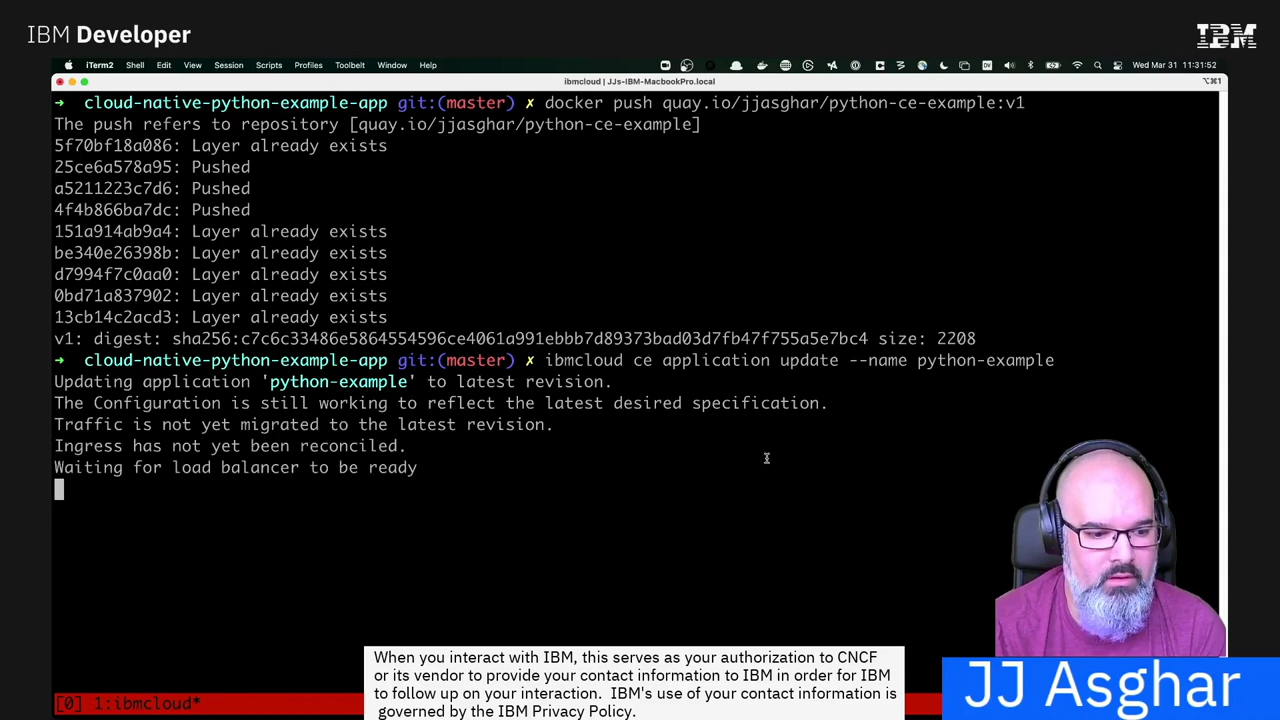 IBM Developer
IBM
iTerm2 Shell Edit View Session Scripts Profiles Toolbelt Window Help
Wed Mar 31 11:31:52
ibmcloud | JJs-IBM-MacbookPro.local
⌥⌘1
➜ cloud-native-python-example-app git:(master) ✗ docker push quay.io/jjasghar/python-ce-example:v1
The push refers to repository [quay.io/jjasghar/python-ce-example]
5f70bf18a086: Layer already exists
25ce6a578a95: Pushed
a5211223c7d6: Pushed
4f4b866ba7dc: Pushed
151a914ab9a4: Layer already exists
be340e26398b: Layer already exists
d7994f7c0aa0: Layer already exists
0bd71a837902: Layer already exists
13cb14c2acd3: Layer already exists
v1: digest: sha256:c7c6c33486e5864554596ce4061a991ebbb7d89373bad03d7fb47f755a5e7bc4 size: 2208
➜ cloud-native-python-example-app git:(master) ✗ ibmcloud ce application update --name python-example
Updating application 'python-example' to latest revision.
The Configuration is still working to reflect the latest desired specification.
Traffic is not yet migrated to the latest revision.
Ingress has not yet been reconciled.
Waiting for load balancer to be ready
[0] 1:ibmcloud*
When you interact with IBM, this serves as your authorization to CNCF
or its vendor to provide your contact information to IBM in order for IBM
to follow up on your interaction. IBM's use of your contact information is
governed by the IBM Privacy Policy.
JJ Asghar